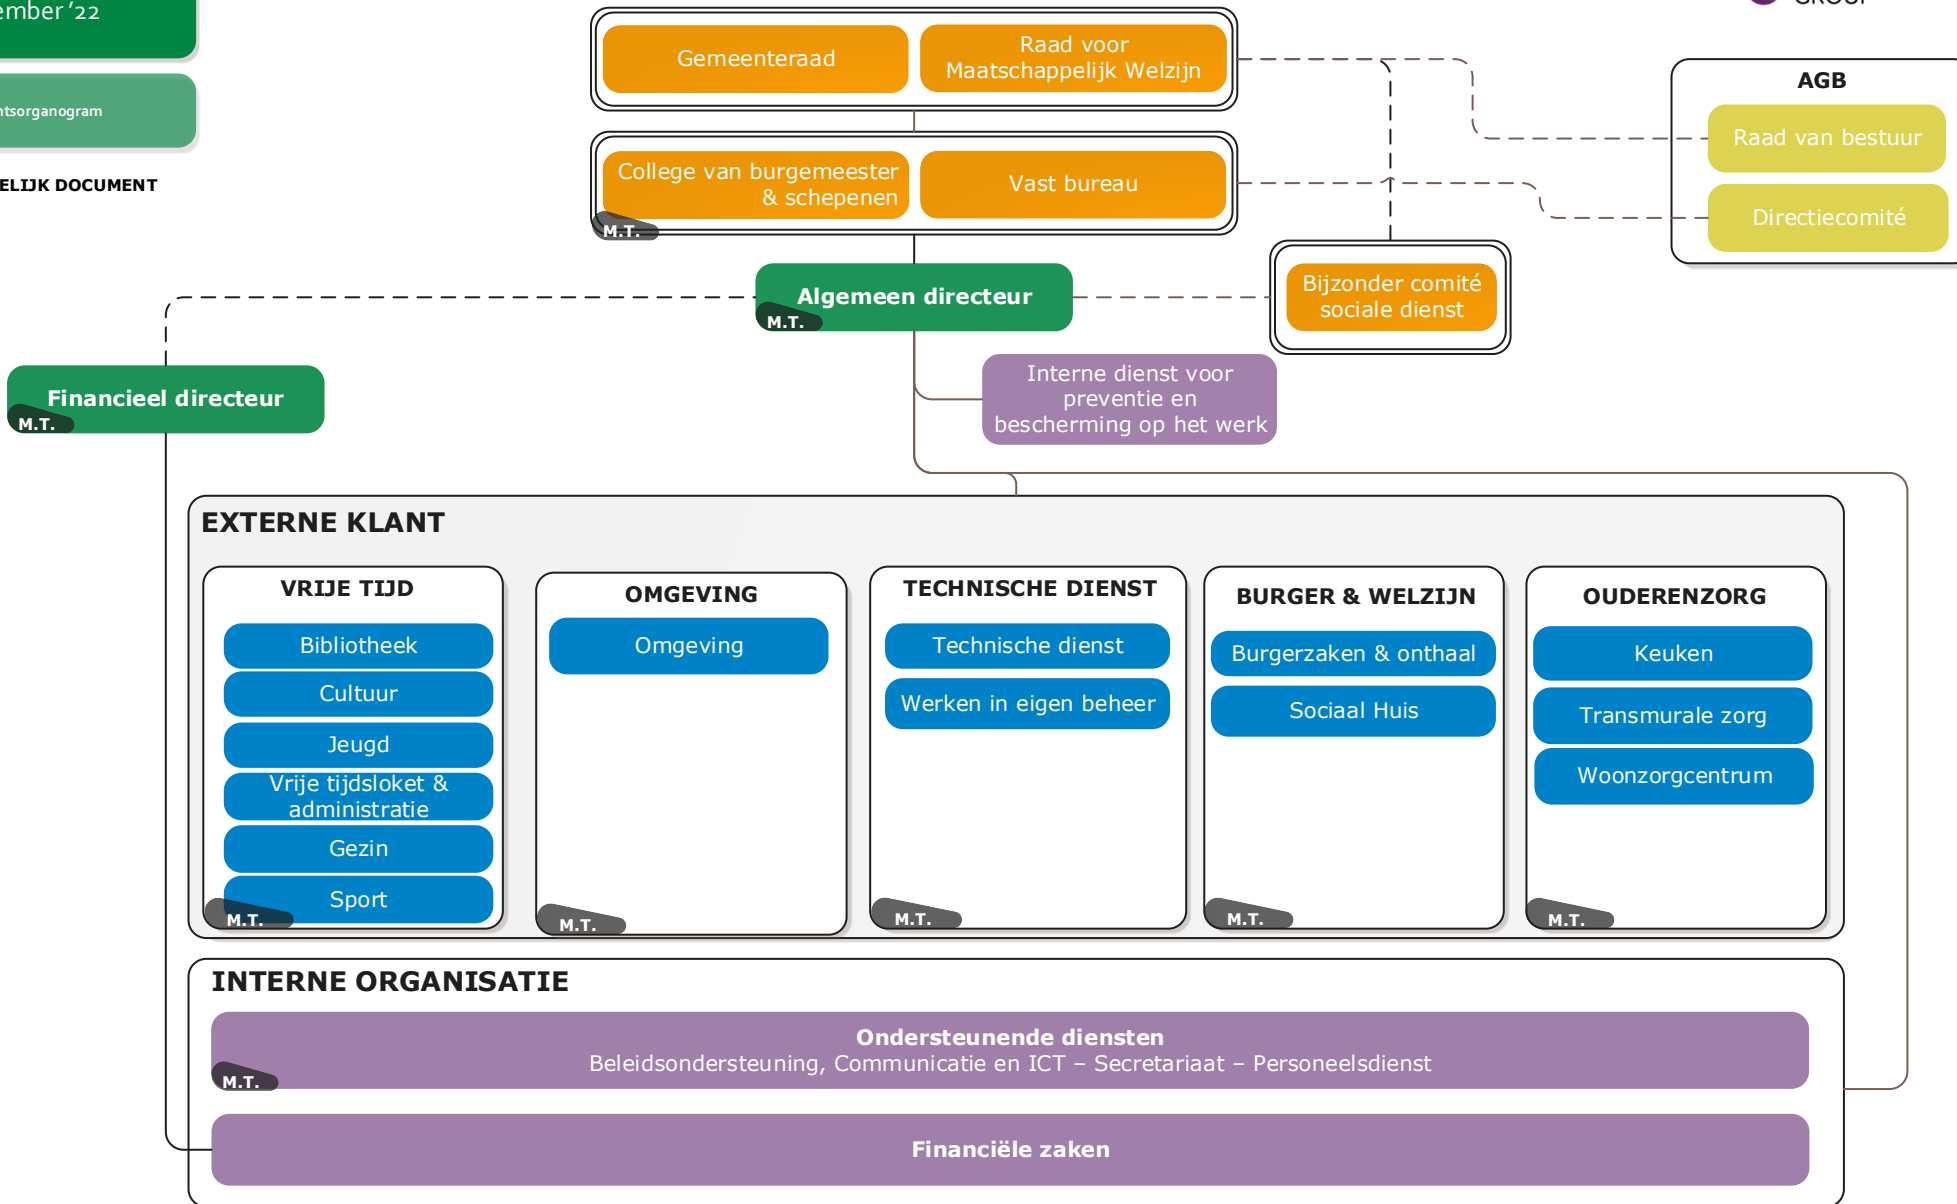 ember '22
ntsorganogram
ELIJK DOCUMENT
Gemeenteraad
Raad voor
Maatschappelijk Welzijn
College van burgemeester
& schepenen
M.T.
Vast bureau
AGB
Raad van bestuur
Directiecomité
Algemeen directeur
M.T.
Bijzonder comité
sociale dienst
Financieel directeur
M.T.
Interne dienst voor
preventie en
bescherming op het werk
EXTERNE KLANT
VRIJE TIJD
Bibliotheek
Cultuur
Jeugd
Vrije tijdsloket &
administratie
Gezin
Sport
M.T.
OMGEVING
Omgeving
M.T.
TECHNISCHE DIENST
Technische dienst
Werken in eigen beheer
M.T.
BURGER & WELZIJN
Burgerzaken & onthaal
Sociaal Huis
M.T.
OUDERENZORG
Keuken
Transmurale zorg
Woonzorgcentrum
M.T.
INTERNE ORGANISATIE
Ondersteunende diensten
Beleidsondersteuning, Communicatie en ICT – Secretariaat – Personeelsdienst
M.T.
Financiële zaken